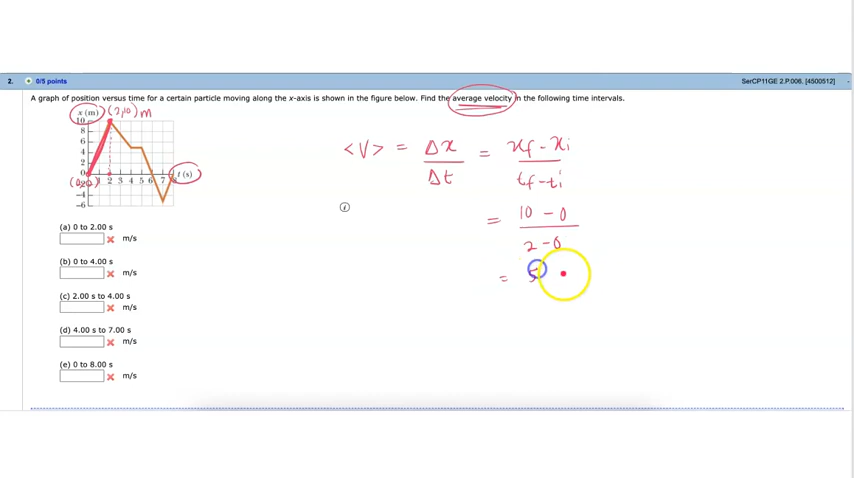 2. + 0/5 points SerCP11GE 2.P.006. [4500512] -
A graph of position versus time for a certain particle moving along the x-axis is shown in the figure below. Find the average velocity in the following time intervals.
x (m) (2,10) m
10
8
6
4
2
0 t (s)
(0,0) 1 2 3 4 5 6 7 8
−4
−6
<V> = Δx / Δt = xf - xi / tf - ti
= 10 - 0 / 2 - 0
= 5
i
(a) 0 to 2.00 s
m/s
(b) 0 to 4.00 s
m/s
(c) 2.00 s to 4.00 s
m/s
(d) 4.00 s to 7.00 s
m/s
(e) 0 to 8.00 s
m/s